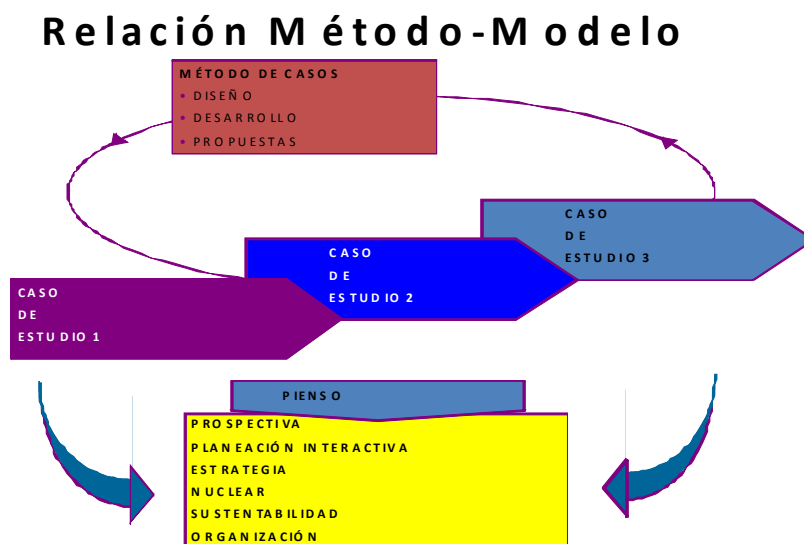 Relación Método-Modelo
MÉTODO DE CASOS
• DISEÑO
• DESARROLLO
• PROPUESTAS
CASO
DE
ESTUDIO 3
CASO
DE
ESTUDIO 2
CASO
DE
ESTUDIO 1
PIENSO
PROSPECTIVA
PLANEACIÓN INTERACTIVA
ESTRATEGIA
NUCLEAR
SUSTENTABILIDAD
ORGANIZACIÓN